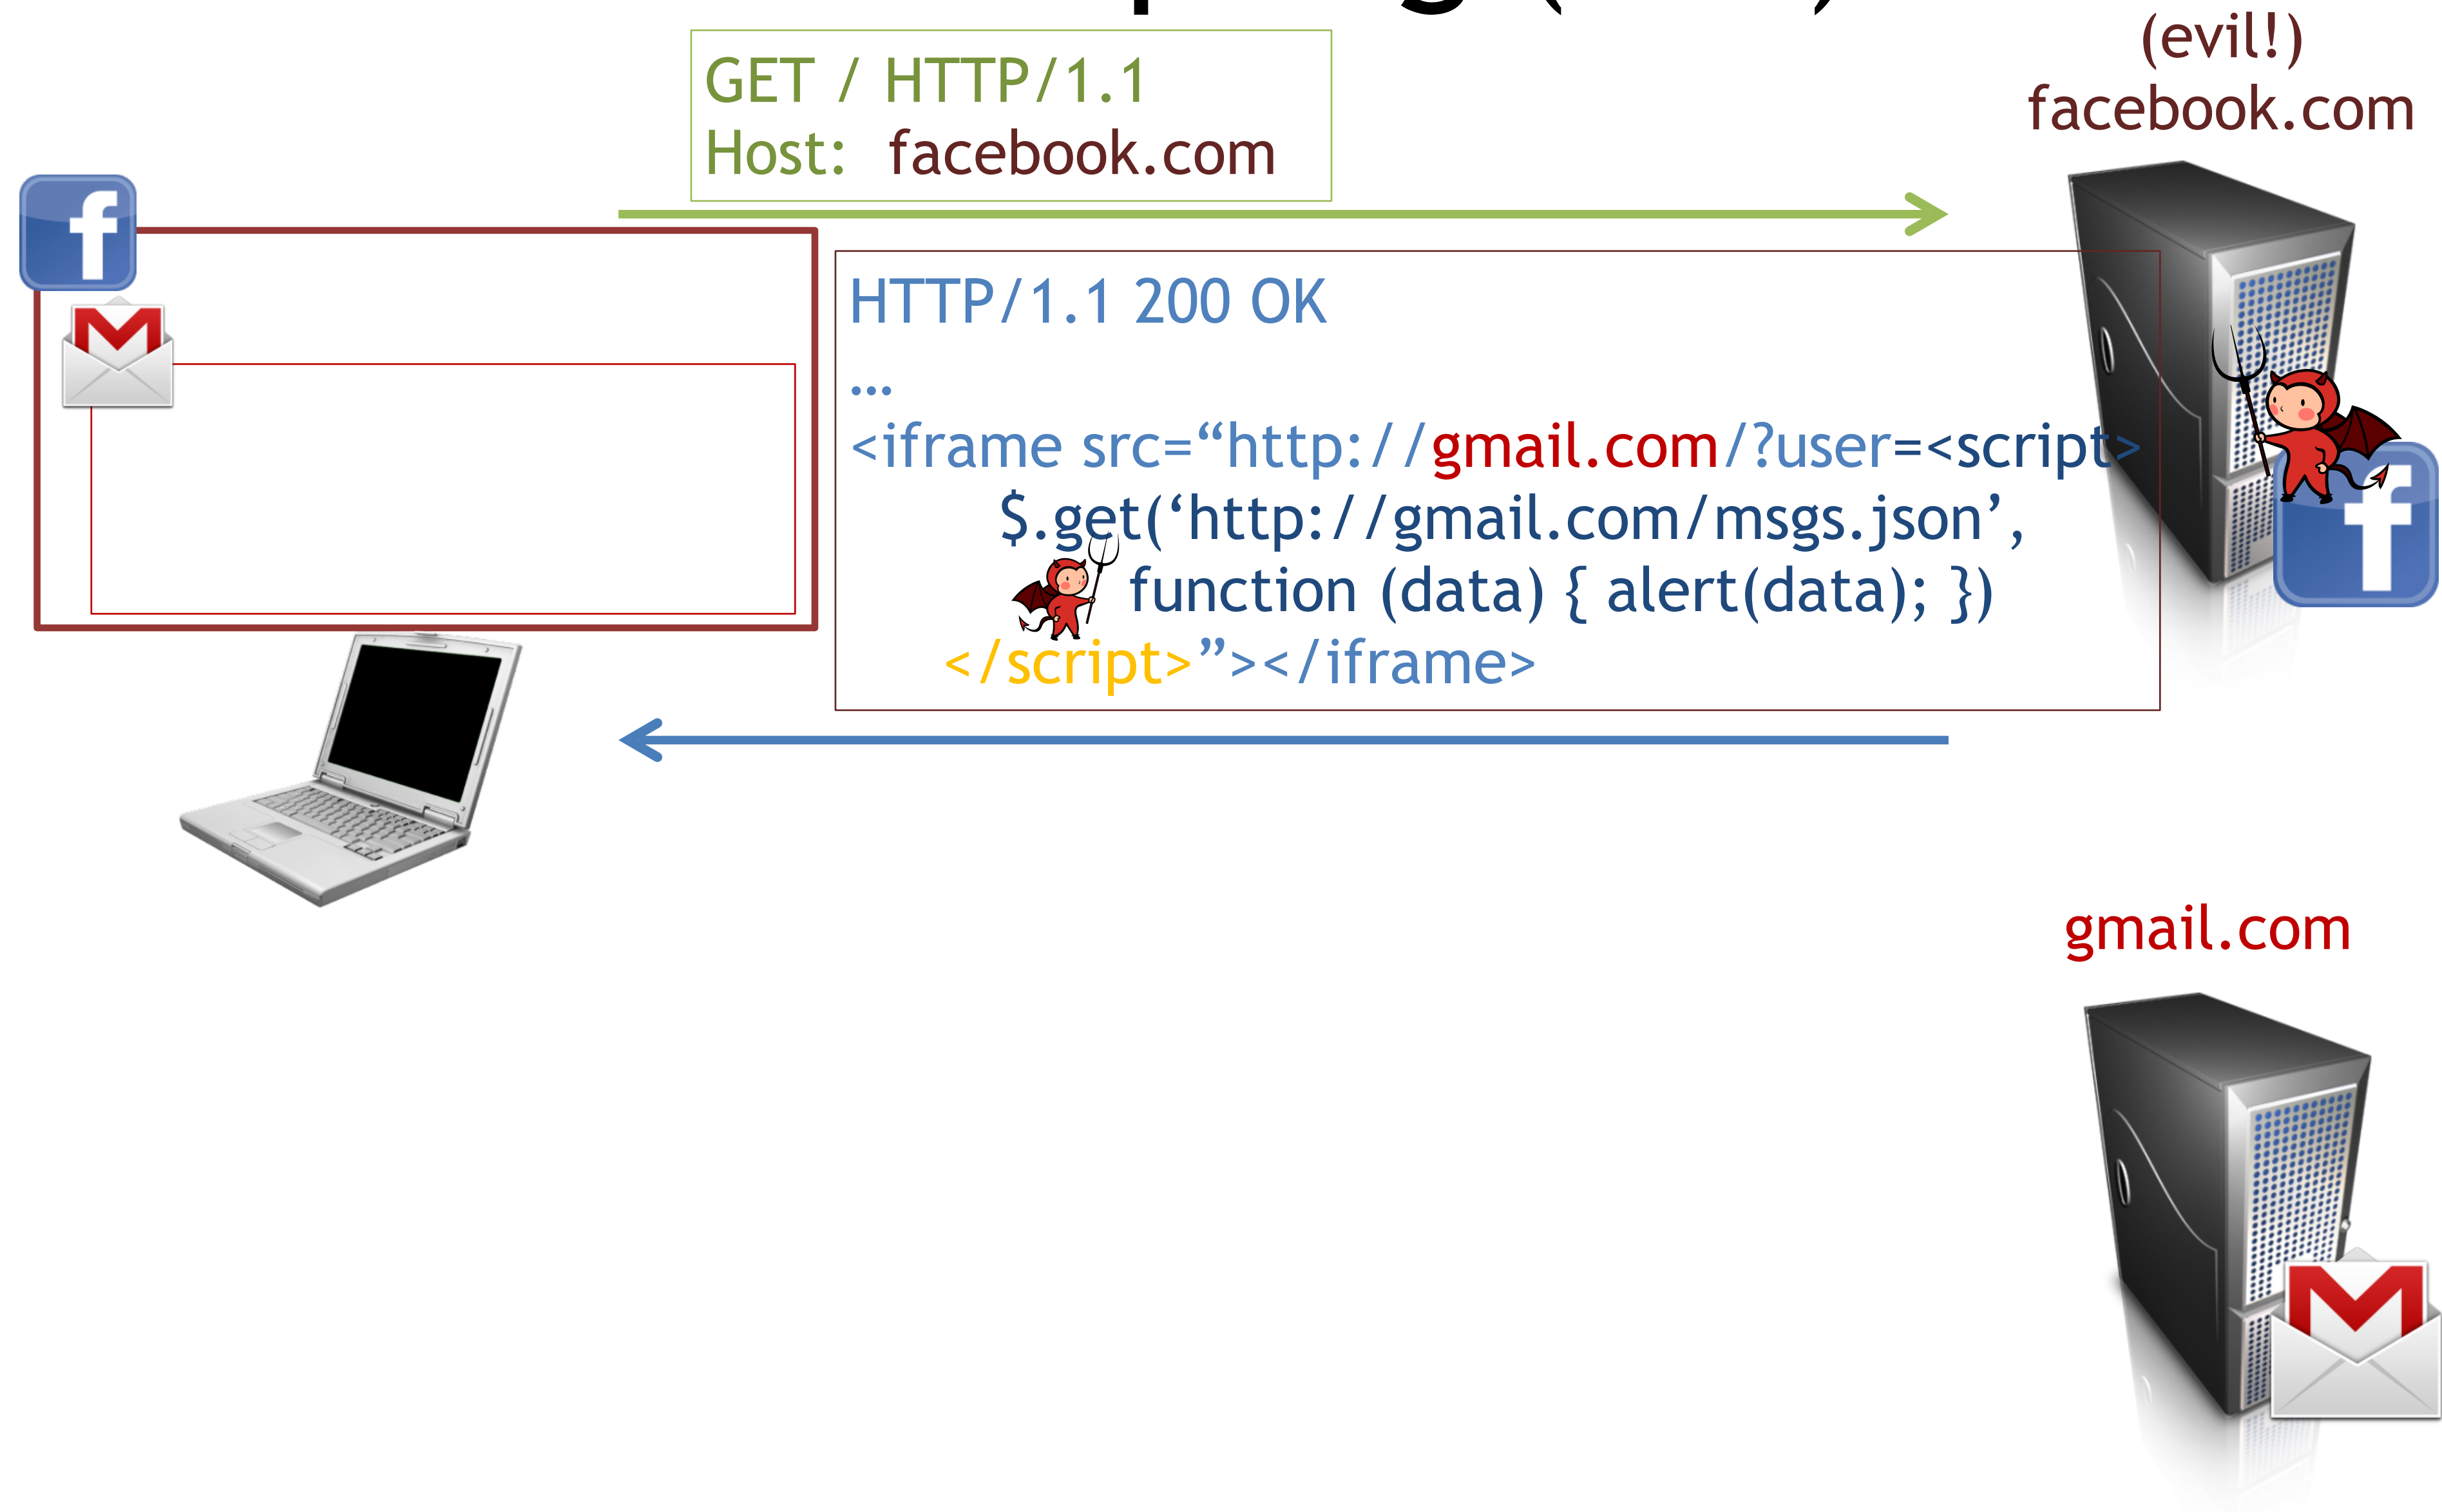 (evil!)
facebook.com
GET / HTTP/1.1
Host: facebook.com
HTTP/1.1 200 OK
…
<iframe src=“http://gmail.com/?user=<script>
$.get(‘http://gmail.com/msgs.json’,
function (data) { alert(data); })
</script>”></iframe>
gmail.com